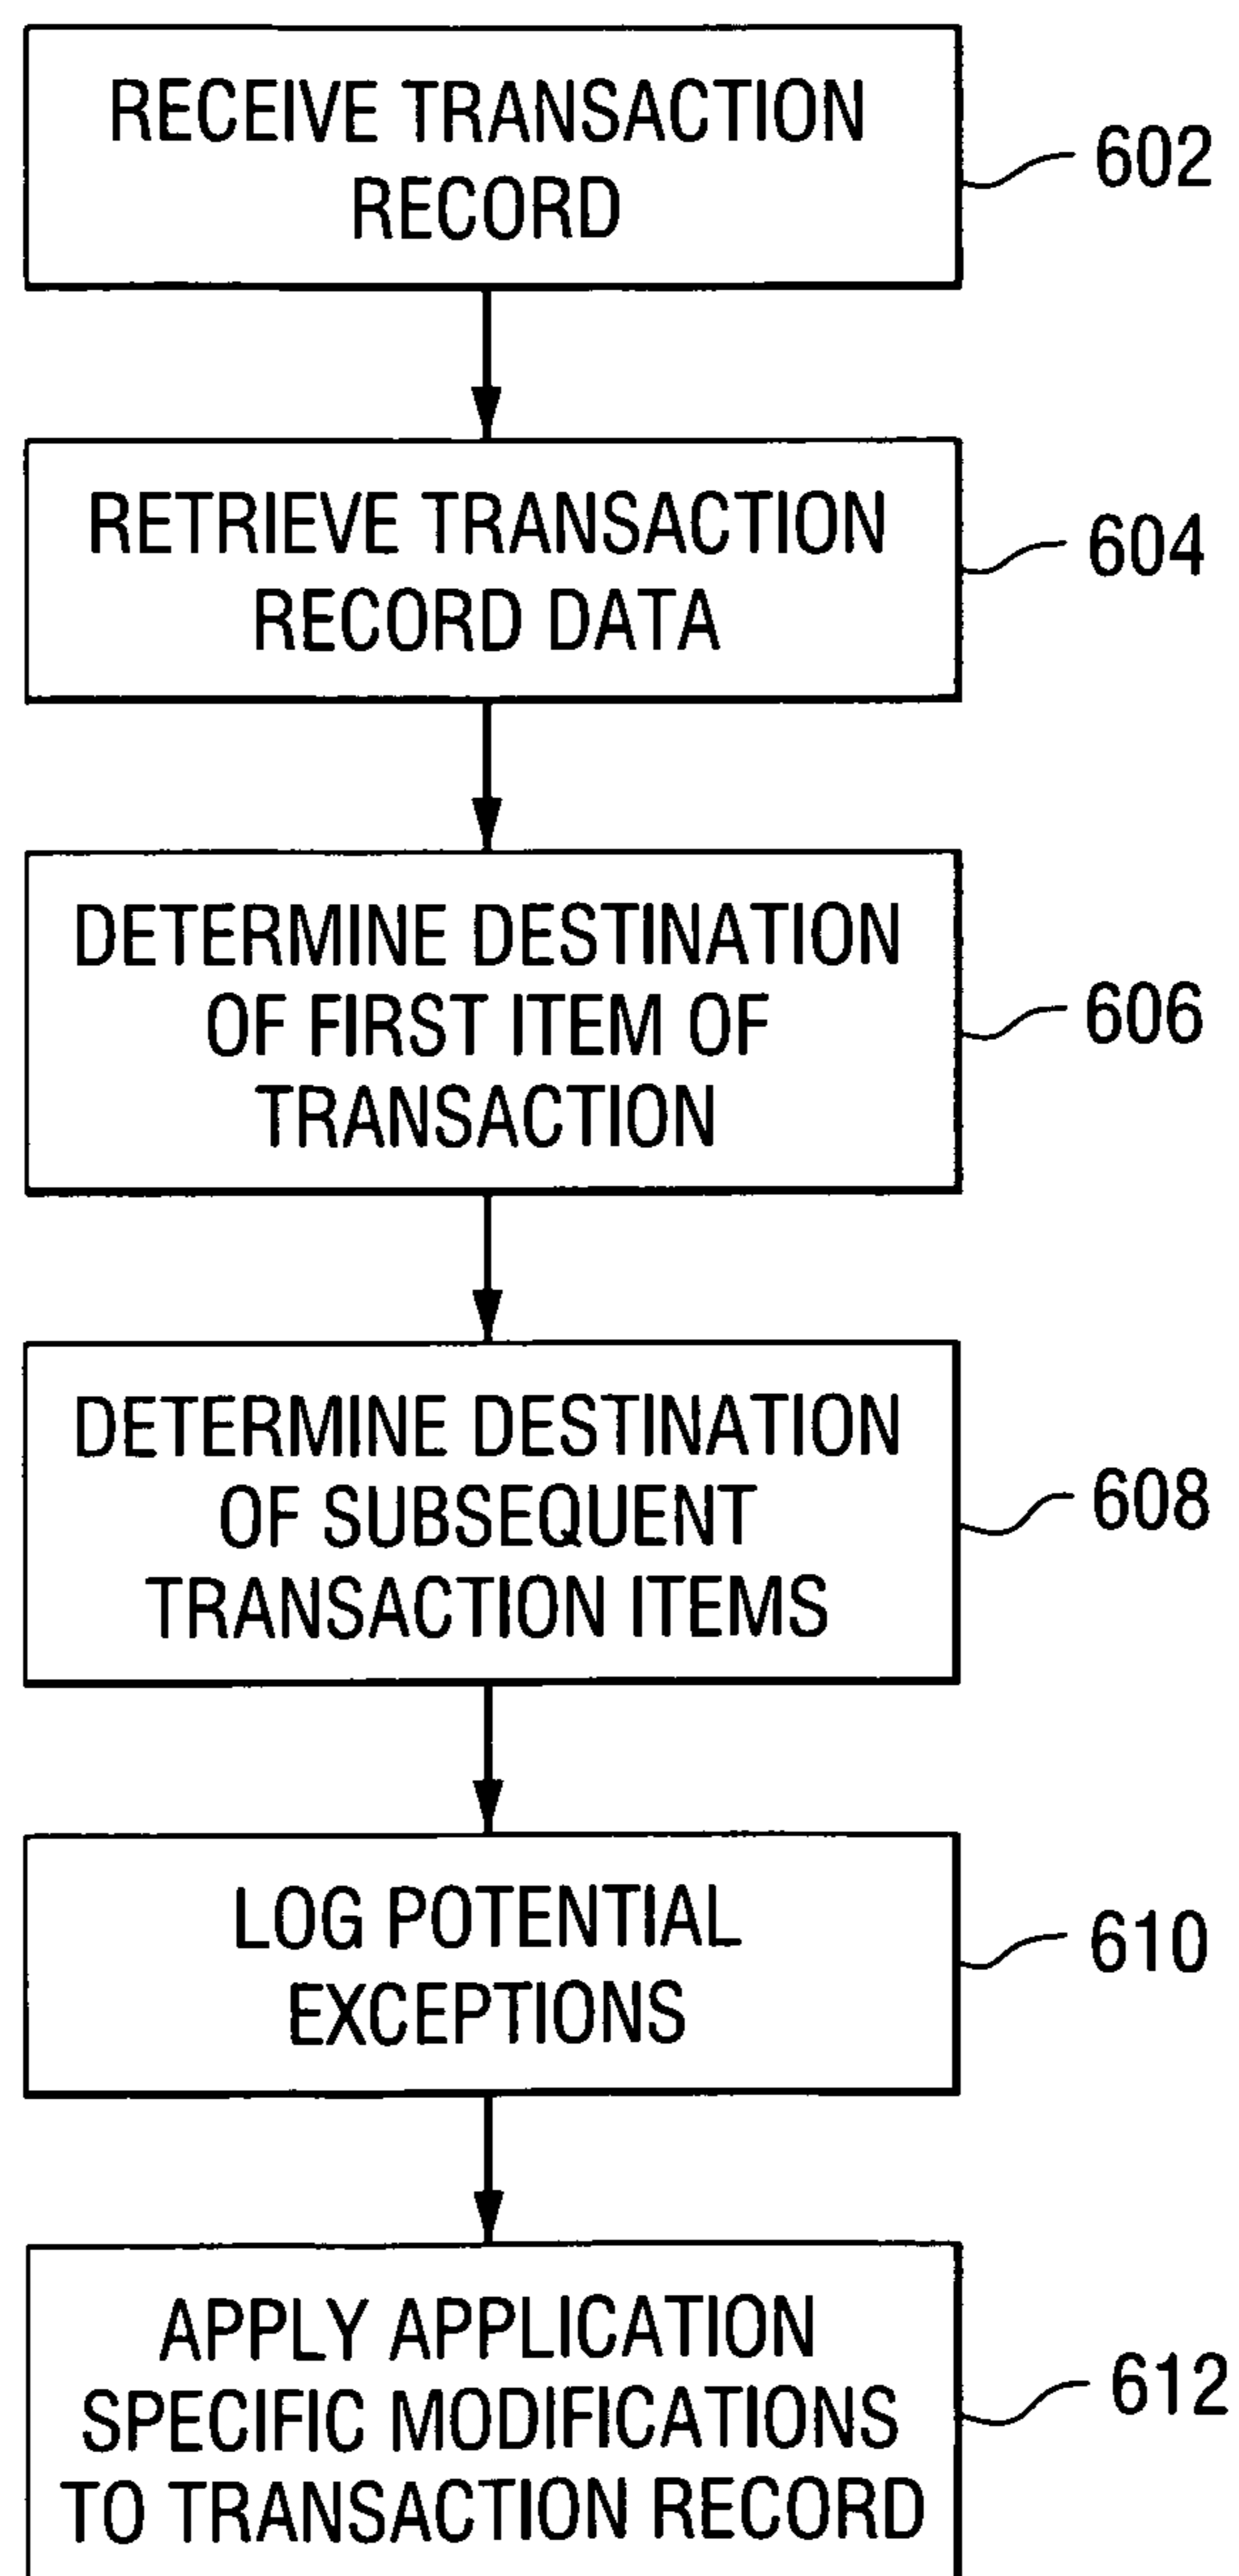 RECEIVE TRANSACTION
RECORD
602
RETRIEVE TRANSACTION
RECORD DATA
604
DETERMINE DESTINATION
OF FIRST ITEM OF
TRANSACTION
606
DETERMINE DESTINATION
OF SUBSEQUENT
TRANSACTION ITEMS
608
LOG POTENTIAL
EXCEPTIONS
610
APPLY APPLICATION
SPECIFIC MODIFICATIONS
TO TRANSACTION RECORD
612